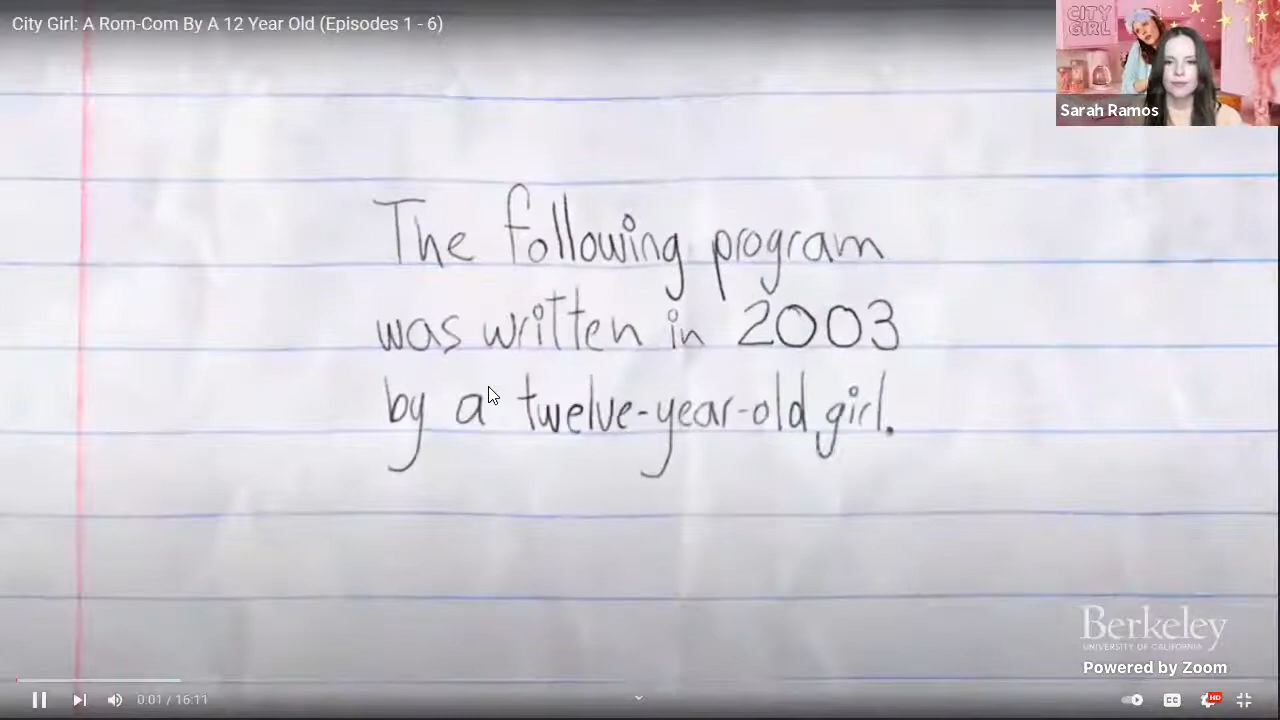 City Girl: A Rom-Com By A 12 Year Old (Episodes 1 - 6)
CITY
GIRL
Sarah Ramos
The following program
was written in 2003
by a twelve-year-old girl.
Berkeley
UNIVERSITY OF CALIFORNIA
Powered by Zoom
0:01 / 16:11
CC
HD